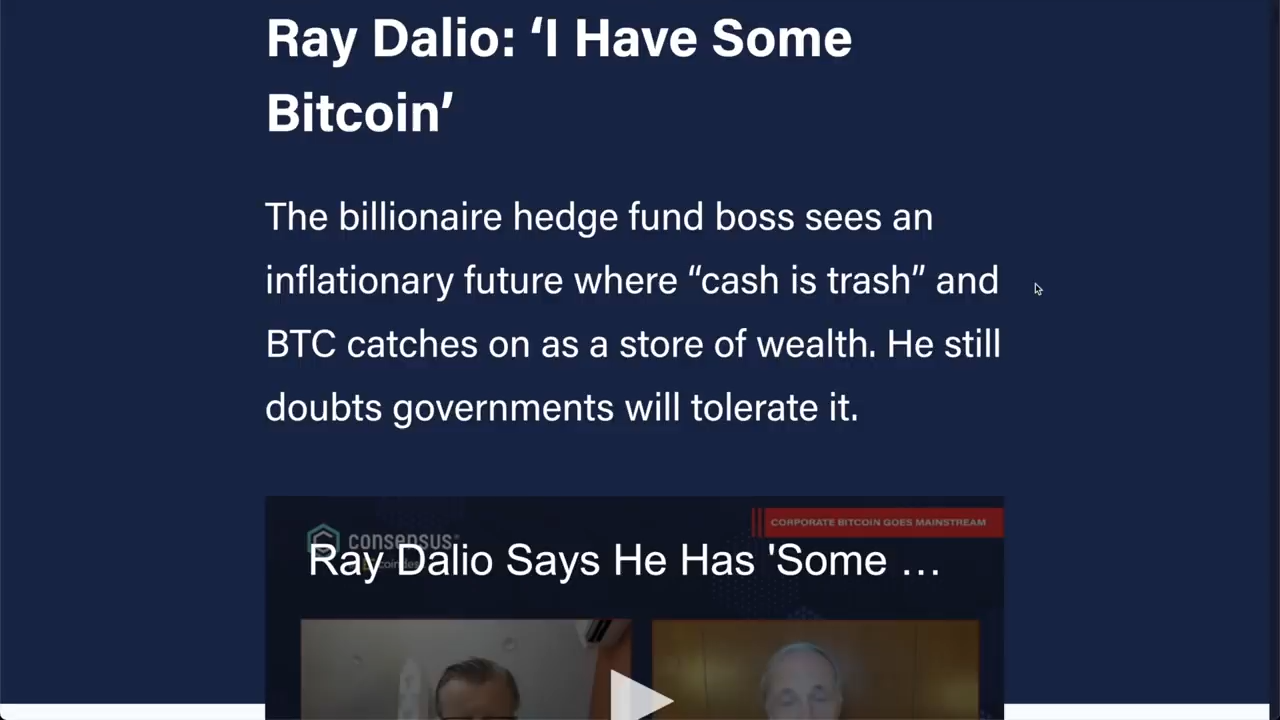 Ray Dalio: ‘I Have Some
Bitcoin’
The billionaire hedge fund boss sees an
inflationary future where “cash is trash” and
BTC catches on as a store of wealth. He still
doubts governments will tolerate it.
CORPORATE BITCOIN GOES MAINSTREAM
consensus
Ray Dalio Says He Has 'Some …